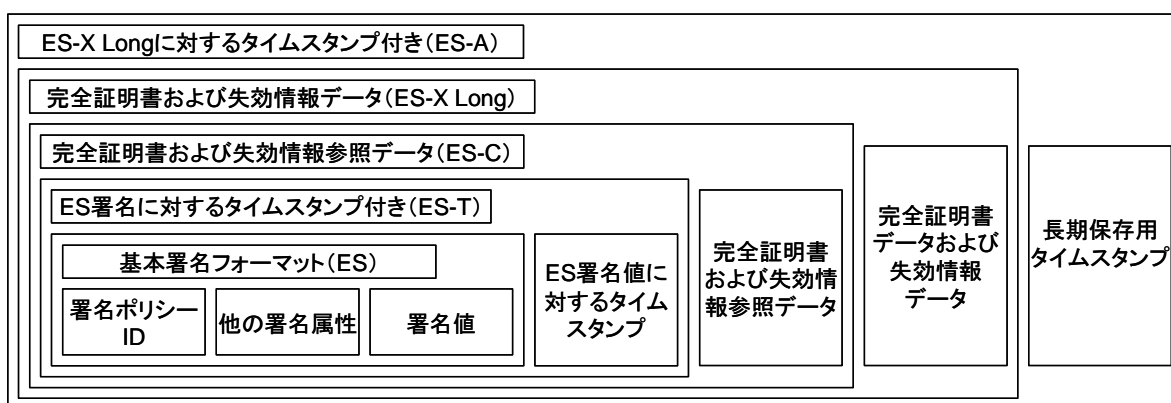 ES-X Longに対するタイムスタンプ付き(ES-A)
完全証明書および失効情報データ(ES-X Long)
完全証明書および失効情報参照データ(ES-C)
ES署名に対するタイムスタンプ付き(ES-T)
基本署名フォーマット(ES)
署名ポリシー
ID
他の署名属性
署名値
ES署名値に
対するタイム
スタンプ
完全証明書
および失効情
報参照データ
完全証明書
データおよび
失効情報
データ
長期保存用
タイムスタンプ